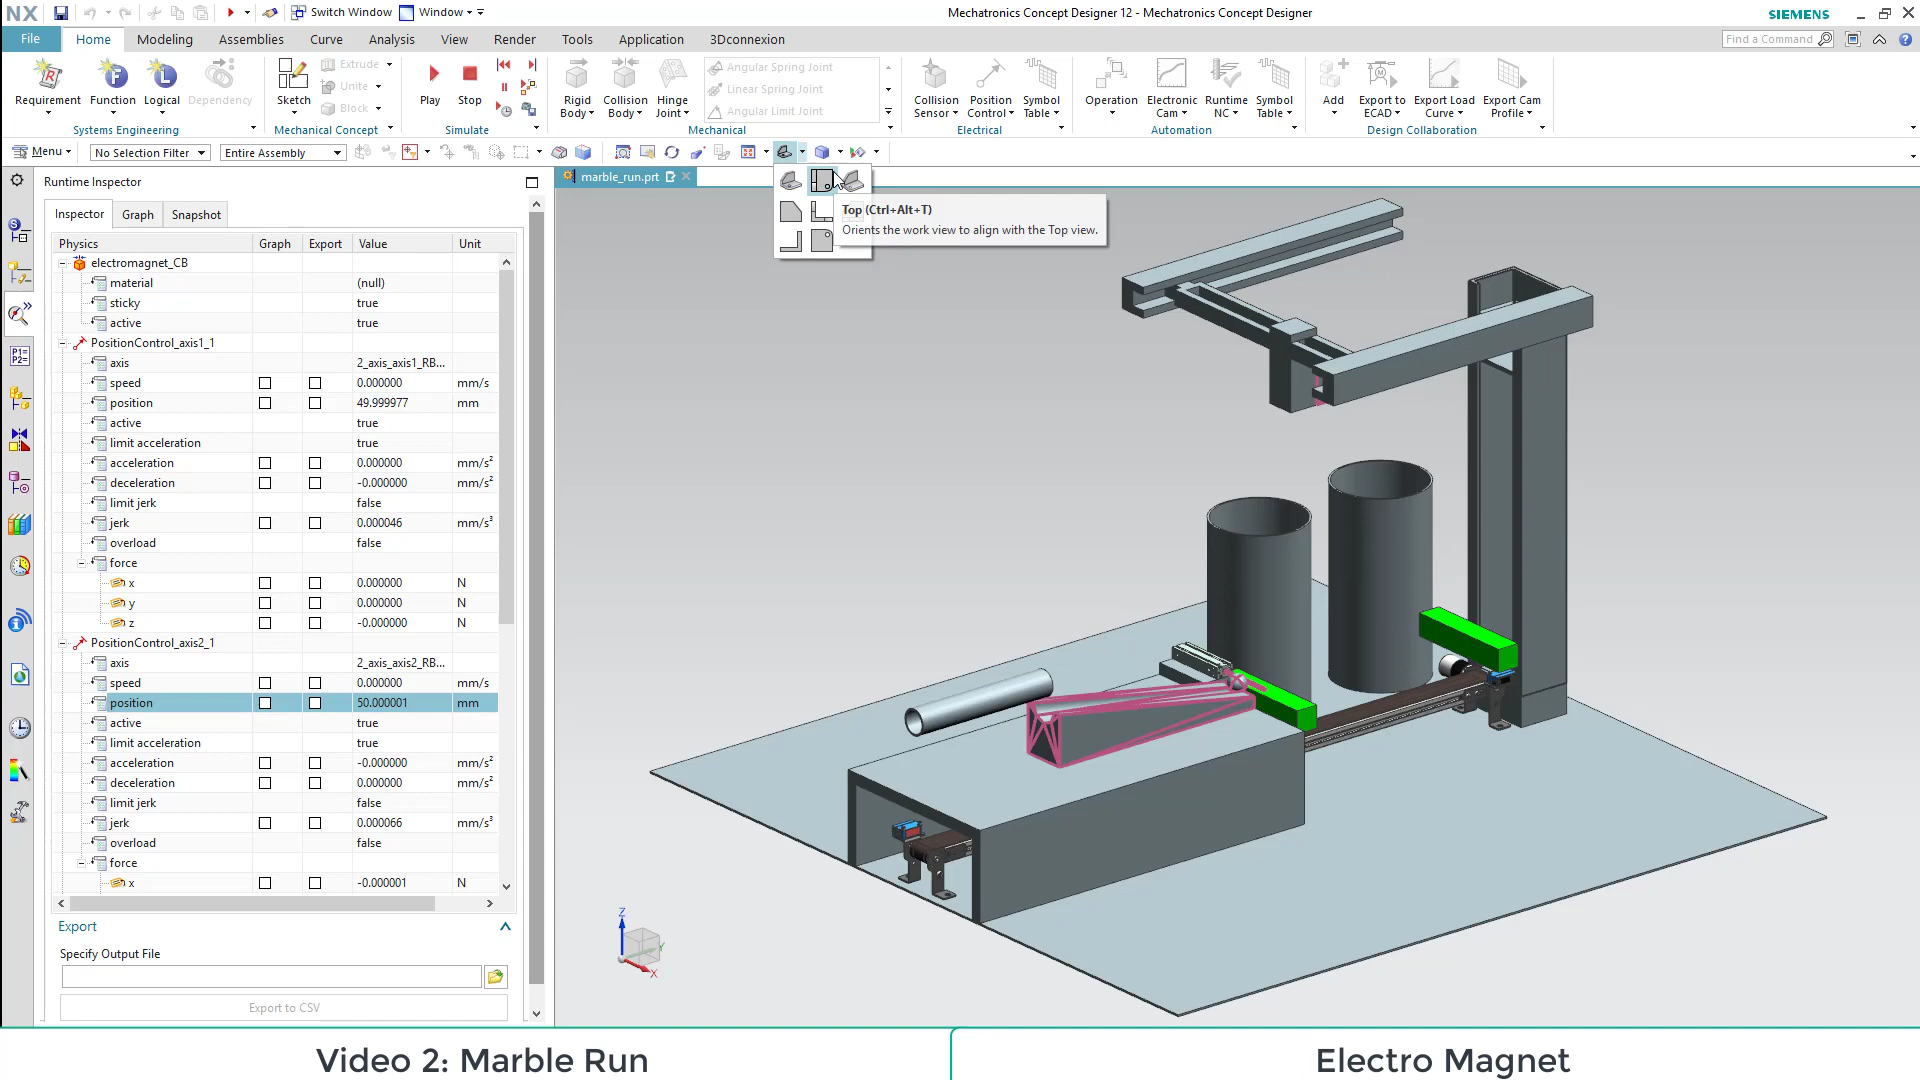 NX
Switch Window
Window
Mechatronics Concept Designer 12 - Mechatronics Concept Designer
SIEMENS
File
Home
Modeling
Assemblies
Curve
Analysis
View
Render
Tools
Application
3Dconnexion
Find a Command
Requirement
Function
Logical
Dependency
Systems Engineering
Sketch
Extrude
Unite
Block
Mechanical Concept
Play
Stop
Simulate
Rigid Body
Collision Body
Hinge Joint
Angular Spring Joint
Linear Spring Joint
Angular Limit Joint
Mechanical
Collision Sensor
Position Control
Symbol Table
Electrical
Operation
Electronic Cam
Runtime NC
Symbol Table
Automation
Add
Export to ECAD
Export Load Curve
Export Cam Profile
Design Collaboration
Menu
No Selection Filter
Entire Assembly
Runtime Inspector
marble_run.prt
Top (Ctrl+Alt+T)
Orients the work view to align with the Top view.
Inspector
Graph
Snapshot
Physics Graph Export Value Unit
electromagnet_CB
material (null)
sticky true
active true
PositionControl_axis1_1
axis 2_axis_axis1_RB...
speed 0.000000 mm/s
position 49.999977 mm
active true
limit acceleration true
acceleration 0.000000 mm/s²
deceleration -0.000000 mm/s²
limit jerk false
jerk 0.000046 mm/s³
overload false
force
x 0.000000 N
y 0.000000 N
z -0.000000 N
PositionControl_axis2_1
axis 2_axis_axis2_RB...
speed 0.000000 mm/s
position 50.000001 mm
active true
limit acceleration true
acceleration -0.000000 mm/s²
deceleration 0.000000 mm/s²
limit jerk false
jerk 0.000066 mm/s³
overload false
force
x -0.000001 N
Export
Specify Output File
Export to CSV
Z
Y
X
P1=
P2=
Video 2: Marble Run
Electro Magnet